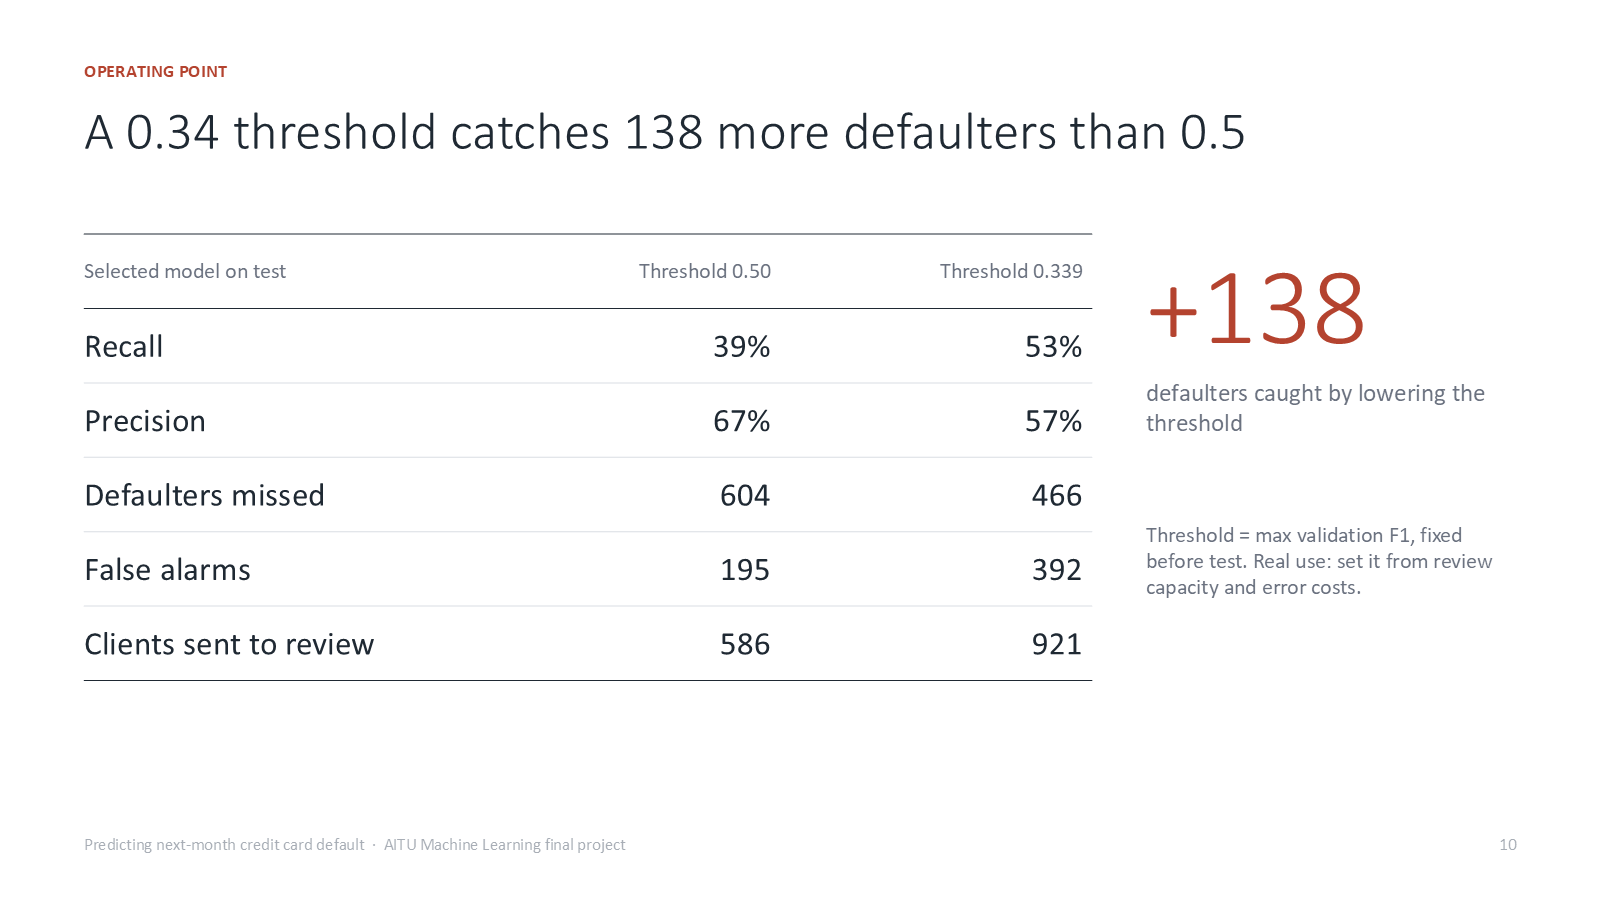 OPERATING POINT
A 0.34 threshold catches 138 more defaulters than 0.5
Selected model on test Threshold 0.50 Threshold 0.339
Recall 39% 53%
Precision 67% 57%
Defaulters missed 604 466
False alarms 195 392
Clients sent to review 586 921
+138
defaulters caught by lowering the
threshold
Threshold = max validation F1, fixed
before test. Real use: set it from review
capacity and error costs.
Predicting next-month credit card default · AITU Machine Learning final project 10